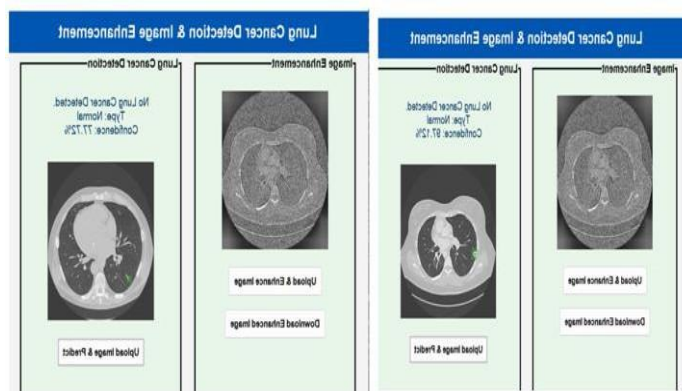 Lung Cancer Detection & Image Enhancement
Lung Cancer Detection
No Lung Cancer Detected.
Type: Normal
Confidence: 77.72%
Upload Image & Predict
Image Enhancement
Upload & Enhance Image
Download Enhanced Image
Lung Cancer Detection & Image Enhancement
Lung Cancer Detection
No Lung Cancer Detected.
Type: Normal
Confidence: 97.12%
Upload Image & Predict
Image Enhancement
Upload & Enhance Image
Download Enhanced Image